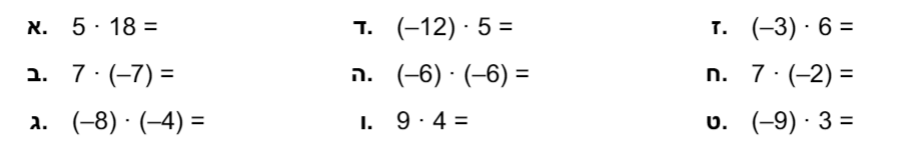 א. 5 · 18 =
ב. 7 · (–7) =
ג. (–8) · (–4) =
ד. (–12) · 5 =
ה. (–6) · (–6) =
ו. 9 · 4 =
ז. (–3) · 6 =
ח. 7 · (–2) =
ט. (–9) · 3 =